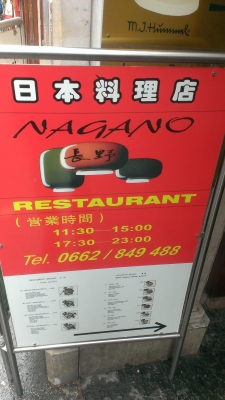 M.J. Hummel
日本料理店
NAGANO
長野
RESTAURANT
(営業時間)
11:30—15:00
17:30—23:00
Tel. 0662/849 488